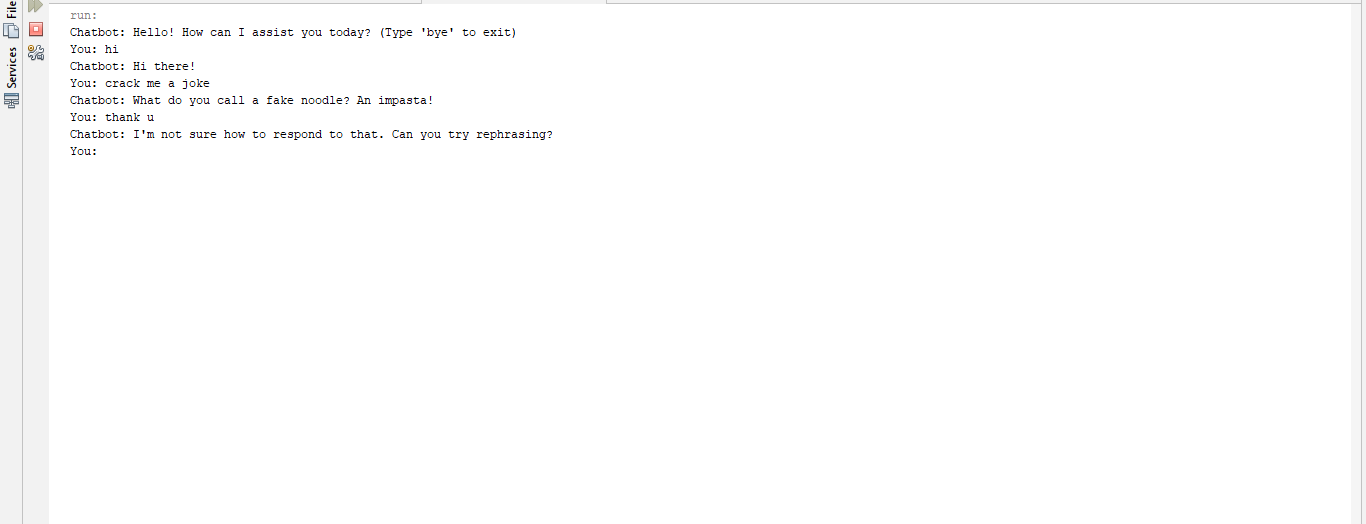 File
Services
run:
Chatbot: Hello! How can I assist you today? (Type 'bye' to exit)
You: hi
Chatbot: Hi there!
You: crack me a joke
Chatbot: What do you call a fake noodle? An impasta!
You: thank u
Chatbot: I'm not sure how to respond to that. Can you try rephrasing?
You: